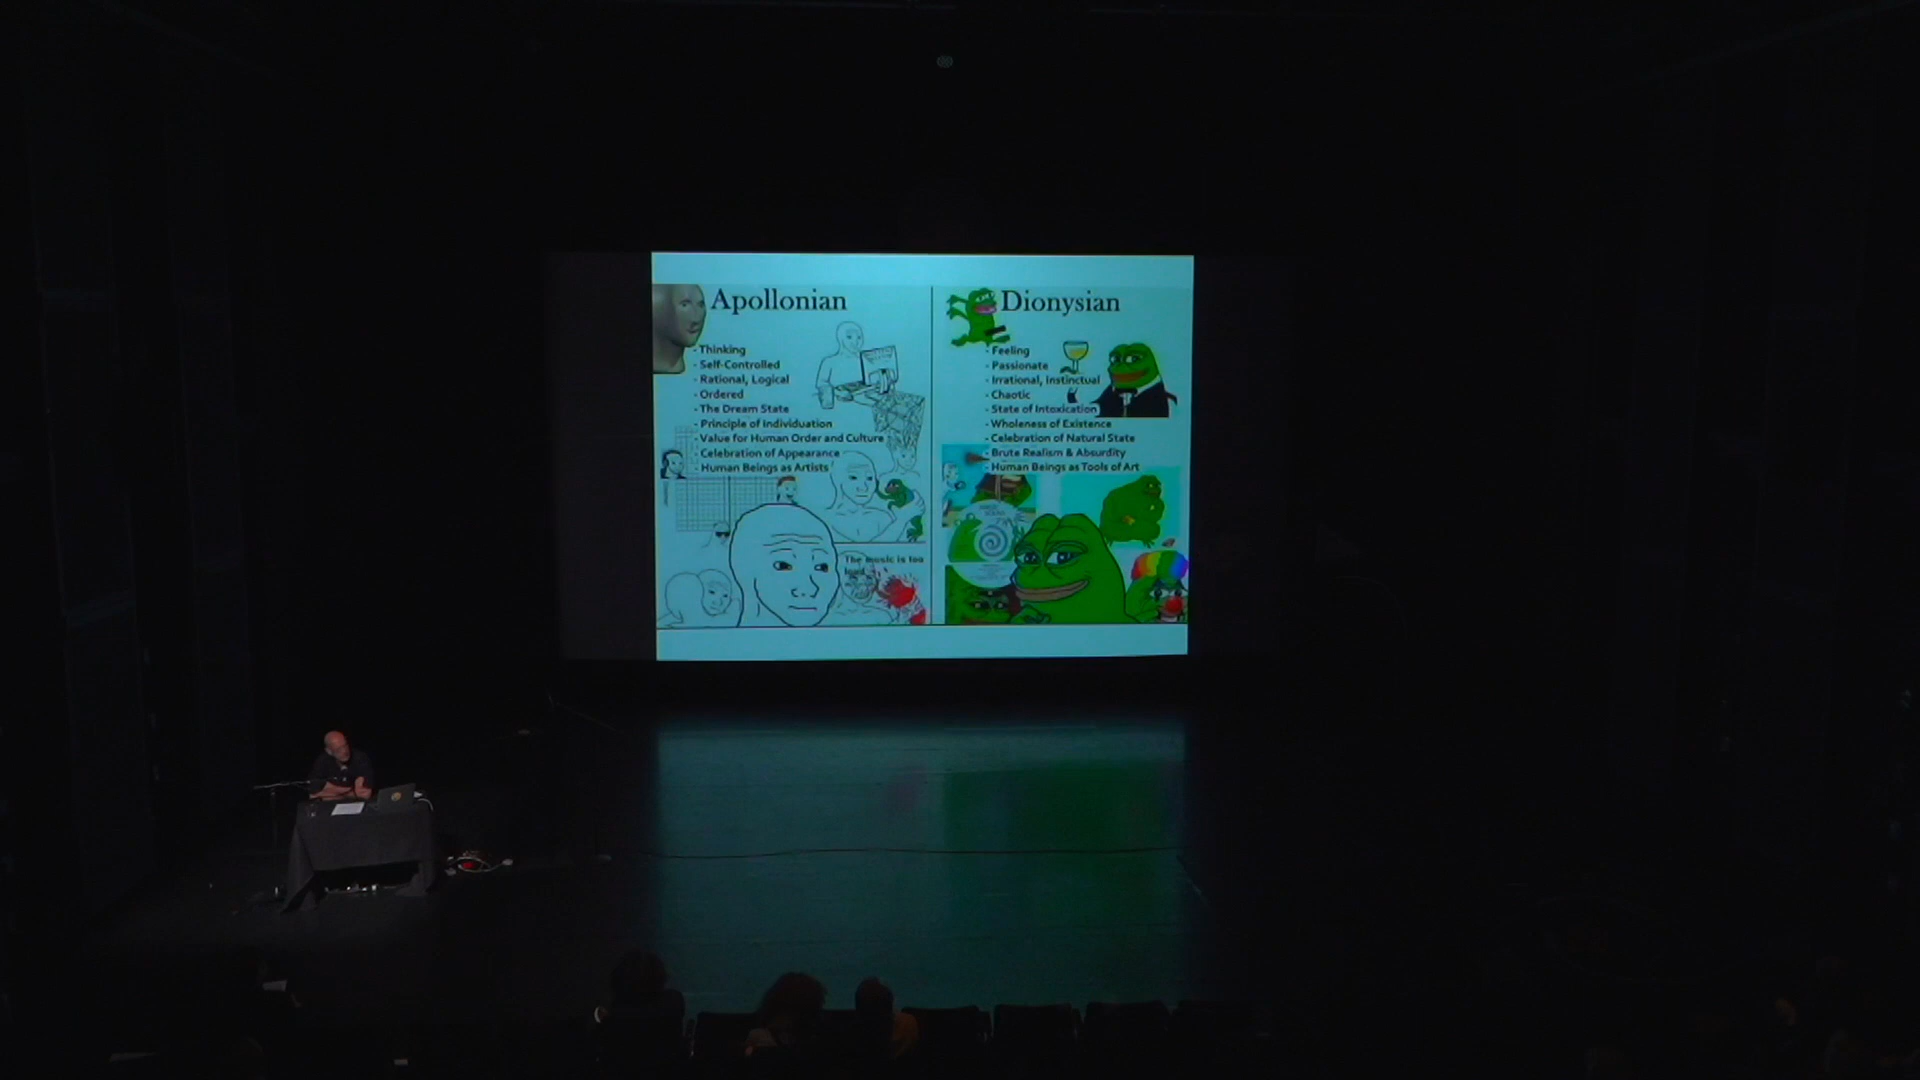 Apollonian
- Thinking
- Self-Controlled
- Rational, Logical
- Ordered
- The Dream State
- Principle of Individuation
- Value for Human Order and Culture
- Celebration of Appearance
- Human Beings as Artists
The music is too
Dionysian
- Feeling
- Passionate
- Irrational, Instinctual
- Chaotic
- State of Intoxication
- Wholeness of Existence
- Celebration of Natural State
- Brute Realism & Absurdity
- Human Beings as Tools of Art